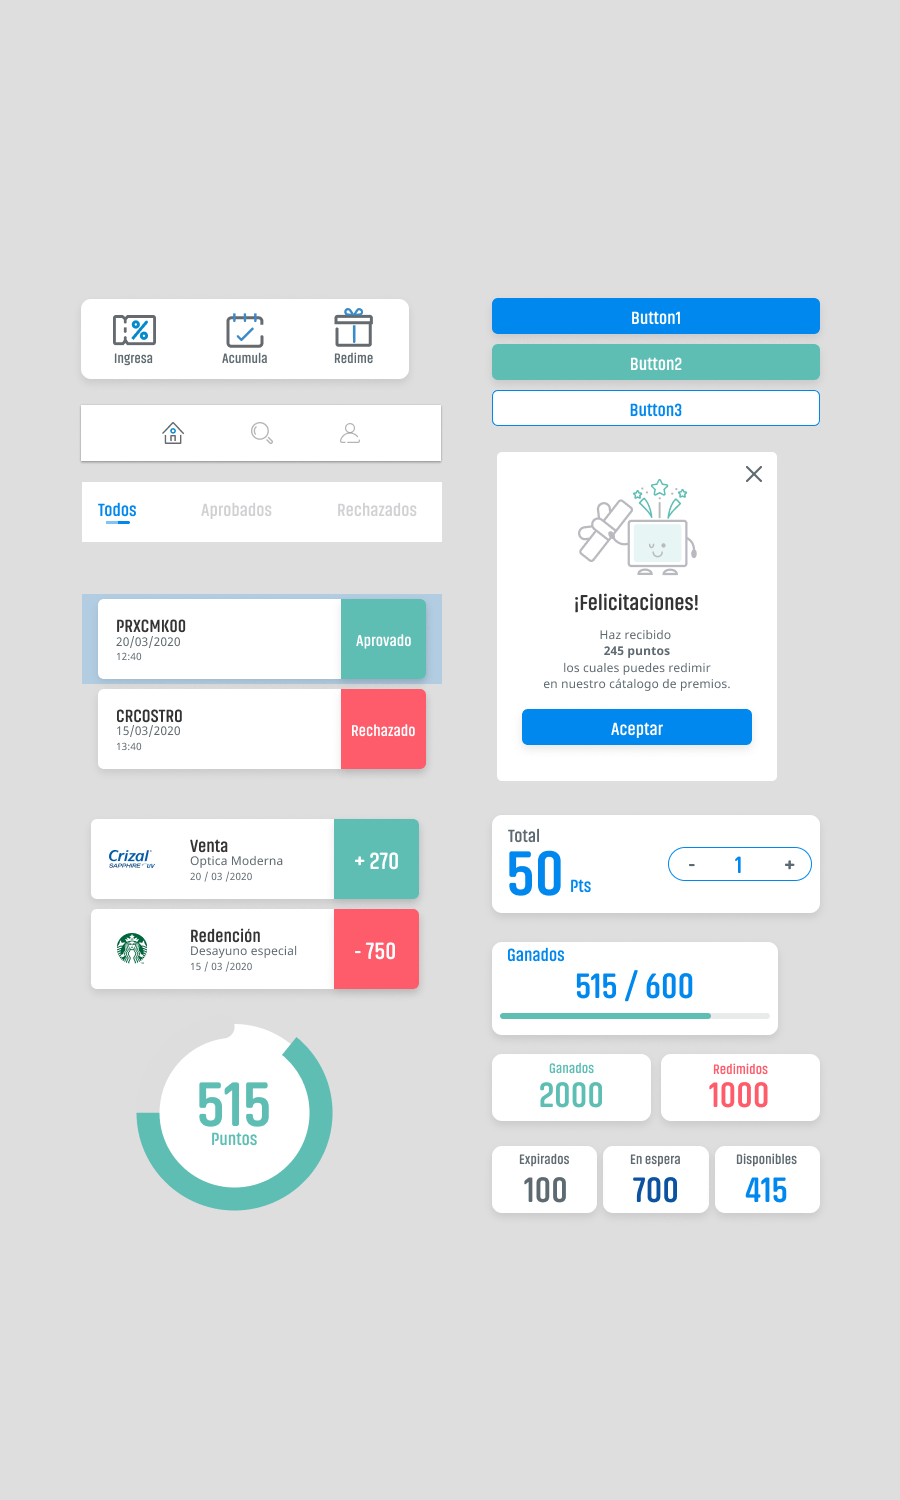 Ingresa
Acumula
Redime
Todos
Aprobados
Rechazados
PRXCMK00
20/03/2020
12:40
Aprovado
CRCOSTRO
15/03/2020
13:40
Rechazado
Crizal
SAPPHIRE UV
Venta
Optica Moderna
20 / 03 /2020
+ 270
Redención
Desayuno especial
15 / 03 /2020
- 750
515
Puntos
Button1
Button2
Button3
¡Felicitaciones!
Haz recibido
245 puntos
los cuales puedes redimir
en nuestro cátalogo de premios.
Aceptar
Total
50 Pts
- 1 +
Ganados
515 / 600
Ganados
2000
Redimidos
1000
Expirados
100
En espera
700
Disponibles
415